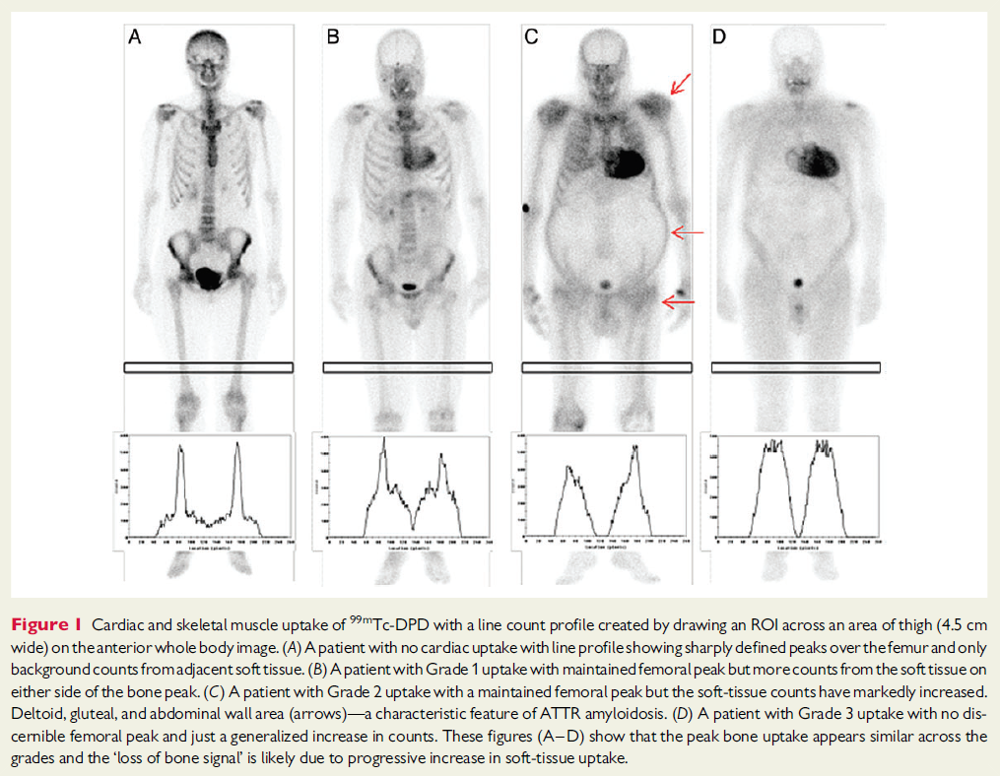 A B C D
Figure 1 Cardiac and skeletal muscle uptake of 99mTc-DPD with a line count profile created by drawing an ROI across an area of thigh (4.5 cm
wide) on the anterior whole body image. (A) A patient with no cardiac uptake with line profile showing sharply defined peaks over the femur and only
background counts from adjacent soft tissue. (B) A patient with Grade 1 uptake with maintained femoral peak but more counts from the soft tissue on
either side of the bone peak. (C) A patient with Grade 2 uptake with a maintained femoral peak but the soft-tissue counts have markedly increased.
Deltoid, gluteal, and abdominal wall area (arrows)—a characteristic feature of ATTR amyloidosis. (D) A patient with Grade 3 uptake with no dis-
cernible femoral peak and just a generalized increase in counts. These figures (A–D) show that the peak bone uptake appears similar across the
grades and the ‘loss of bone signal’ is likely due to progressive increase in soft-tissue uptake.